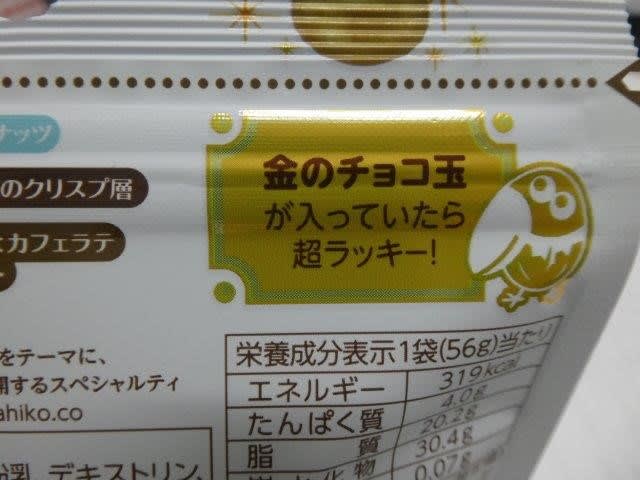 ナッツ
のクリスプ層
カフェラテ
金のチョコ玉
が入っていたら
超ラッキー!
をテーマに、
開するスペシャルティ
ahiko.co
栄養成分表示1袋(56g)当たり
エネルギー 319kcal
たんぱく質 4.0g
脂 質 20.2g
30.4g
0.07g
デキストリン、